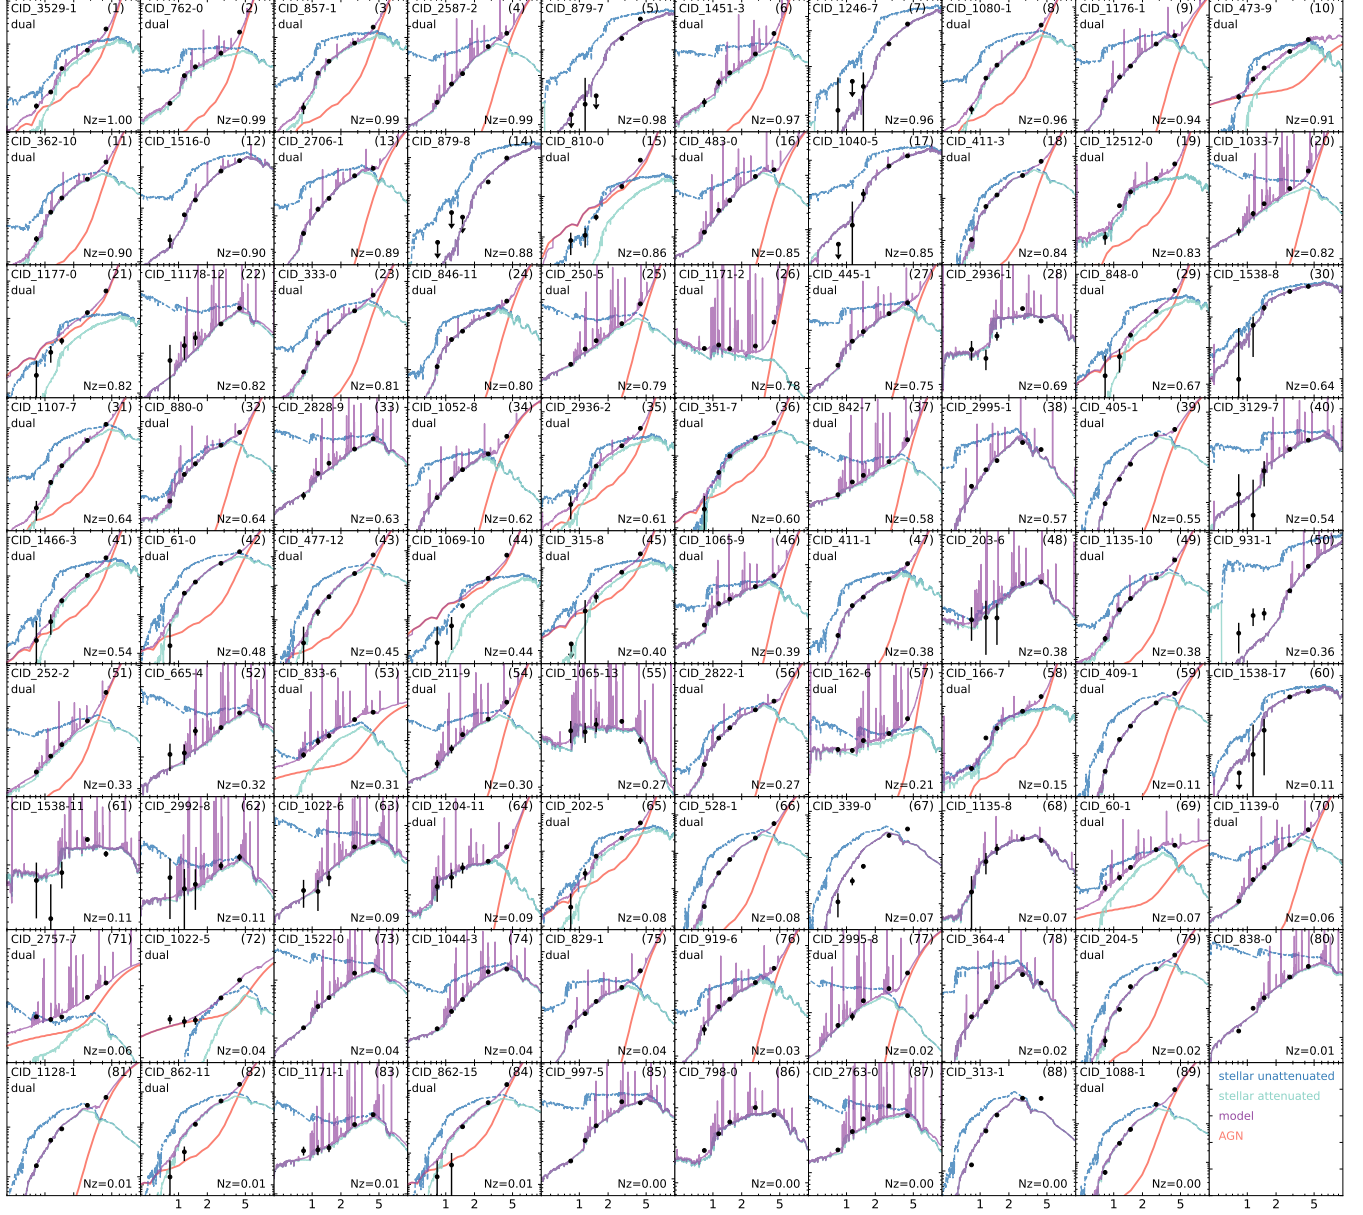 CID_3529-1 (1) CID_762-0 (2) CID_857-1 (3) CID_2587-2 (4) CID_879-7 (5) CID_1451-3 (6) CID_1246-7 (7) CID_1080-1 (8) CID_1176-1 (9) CID_473-9 (10)
dual dual dual dual dual dual dual dual dual dual
Nz=1.00 Nz=0.99 Nz=0.99 Nz=0.99 Nz=0.98 Nz=0.97 Nz=0.96 Nz=0.96 Nz=0.94 Nz=0.91
CID_362-10 (11) CID_1516-0 (12) CID_2706-1 (13) CID_879-8 (14) CID_810-0 (15) CID_483-0 (16) CID_1040-5 (17) CID_411-3 (18) CID_12512-0 (19) CID_1033-7 (20)
dual dual dual dual dual dual dual dual dual dual
Nz=0.90 Nz=0.90 Nz=0.89 Nz=0.88 Nz=0.86 Nz=0.85 Nz=0.85 Nz=0.84 Nz=0.83 Nz=0.82
CID_1177-0 (21) CID_11178-12 (22) CID_333-0 (23) CID_846-11 (24) CID_250-5 (25) CID_1171-2 (26) CID_445-1 (27) CID_2936-1 (28) CID_848-0 (29) CID_1538-8 (30)
dual dual dual dual dual dual dual dual dual dual
Nz=0.82 Nz=0.82 Nz=0.81 Nz=0.80 Nz=0.79 Nz=0.78 Nz=0.75 Nz=0.69 Nz=0.67 Nz=0.64
CID_1107-7 (31) CID_880-0 (32) CID_2828-9 (33) CID_1052-8 (34) CID_2936-2 (35) CID_351-7 (36) CID_842-7 (37) CID_2995-1 (38) CID_405-1 (39) CID_3129-7 (40)
dual dual dual dual dual dual dual dual dual dual
Nz=0.64 Nz=0.64 Nz=0.63 Nz=0.62 Nz=0.61 Nz=0.60 Nz=0.58 Nz=0.57 Nz=0.55 Nz=0.54
CID_1466-3 (41) CID_61-0 (42) CID_477-12 (43) CID_1069-10 (44) CID_315-8 (45) CID_1065-9 (46) CID_411-1 (47) CID_203-6 (48) CID_1135-10 (49) CID_931-1 (50)
dual dual dual dual dual dual dual dual dual dual
Nz=0.54 Nz=0.48 Nz=0.45 Nz=0.44 Nz=0.40 Nz=0.39 Nz=0.38 Nz=0.38 Nz=0.38 Nz=0.36
CID_252-2 (51) CID_665-4 (52) CID_833-6 (53) CID_211-9 (54) CID_1065-13 (55) CID_2822-1 (56) CID_162-6 (57) CID_166-7 (58) CID_409-1 (59) CID_1538-17 (60)
dual dual dual dual dual dual dual dual dual dual
Nz=0.33 Nz=0.32 Nz=0.31 Nz=0.30 Nz=0.27 Nz=0.27 Nz=0.21 Nz=0.15 Nz=0.11 Nz=0.11
CID_1538-11 (61) CID_2992-8 (62) CID_1022-6 (63) CID_1204-11 (64) CID_202-5 (65) CID_528-1 (66) CID_339-0 (67) CID_1135-8 (68) CID_60-1 (69) CID_1139-0 (70)
dual dual dual dual dual dual dual dual dual dual
Nz=0.11 Nz=0.11 Nz=0.09 Nz=0.09 Nz=0.08 Nz=0.08 Nz=0.07 Nz=0.07 Nz=0.07 Nz=0.06
CID_2757-7 (71) CID_1022-5 (72) CID_1522-0 (73) CID_1044-3 (74) CID_829-1 (75) CID_919-6 (76) CID_2995-8 (77) CID_364-4 (78) CID_204-5 (79) CID_838-0 (80)
dual dual dual dual dual dual dual dual dual dual
Nz=0.06 Nz=0.04 Nz=0.04 Nz=0.04 Nz=0.04 Nz=0.03 Nz=0.02 Nz=0.02 Nz=0.02 Nz=0.01
CID_1128-1 (81) CID_862-11 (82) CID_1171-1 (83) CID_862-15 (84) CID_997-5 (85) CID_798-0 (86) CID_2763-0 (87) CID_313-1 (88) CID_1088-1 (89)
dual dual dual dual dual dual dual dual dual
Nz=0.01 Nz=0.01 Nz=0.01 Nz=0.01 Nz=0.00 Nz=0.00 Nz=0.00 Nz=0.00 Nz=0.00
stellar unattenuated
stellar attenuated
model
AGN
1 2 5 1 2 5 1 2 5 1 2 5 1 2 5 1 2 5 1 2 5 1 2 5 1 2 5 1 2 5